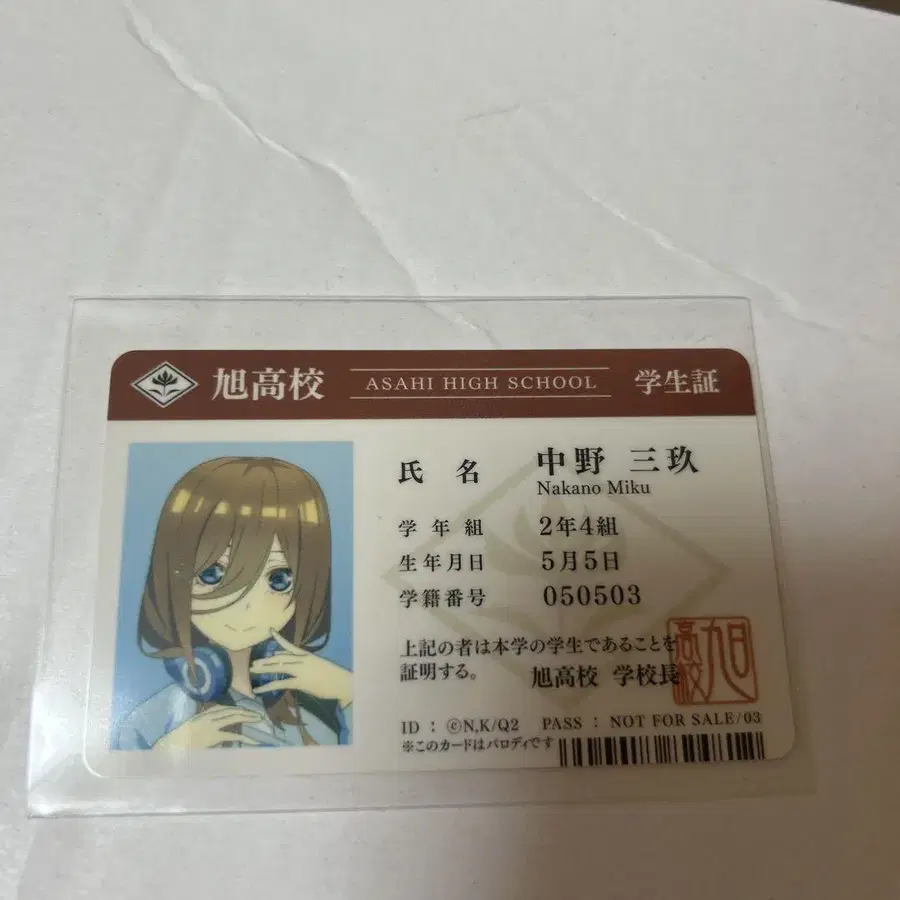 旭高校 ASAHI HIGH SCHOOL 学生証
氏名 中野 三玖
Nakano Miku
学年組 2年4組
生年月日 5月5日
学籍番号 050503
上記の者は本学の学生であることを
証明する。 旭高校 学校長
旭高校
ID : ©N,K/Q2 PASS : NOT FOR SALE/03
※このカードはパロディです